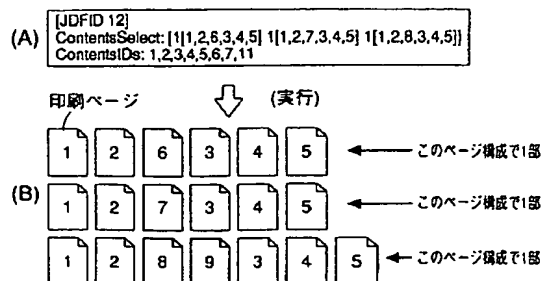 (A)
[JDFID 12]
ContentsSelect: [1[1,2,6,3,4,5] 1[1,2,7,3,4,5] 1[1,2,8,3,4,5]]
ContentsIDs: 1,2,3,4,5,6,7,11
印刷ページ
(実行)
(B)
1 2 6 3 4 5 このページ構成で1部
1 2 7 3 4 5 このページ構成で1部
1 2 8 9 3 4 5 このページ構成で1部